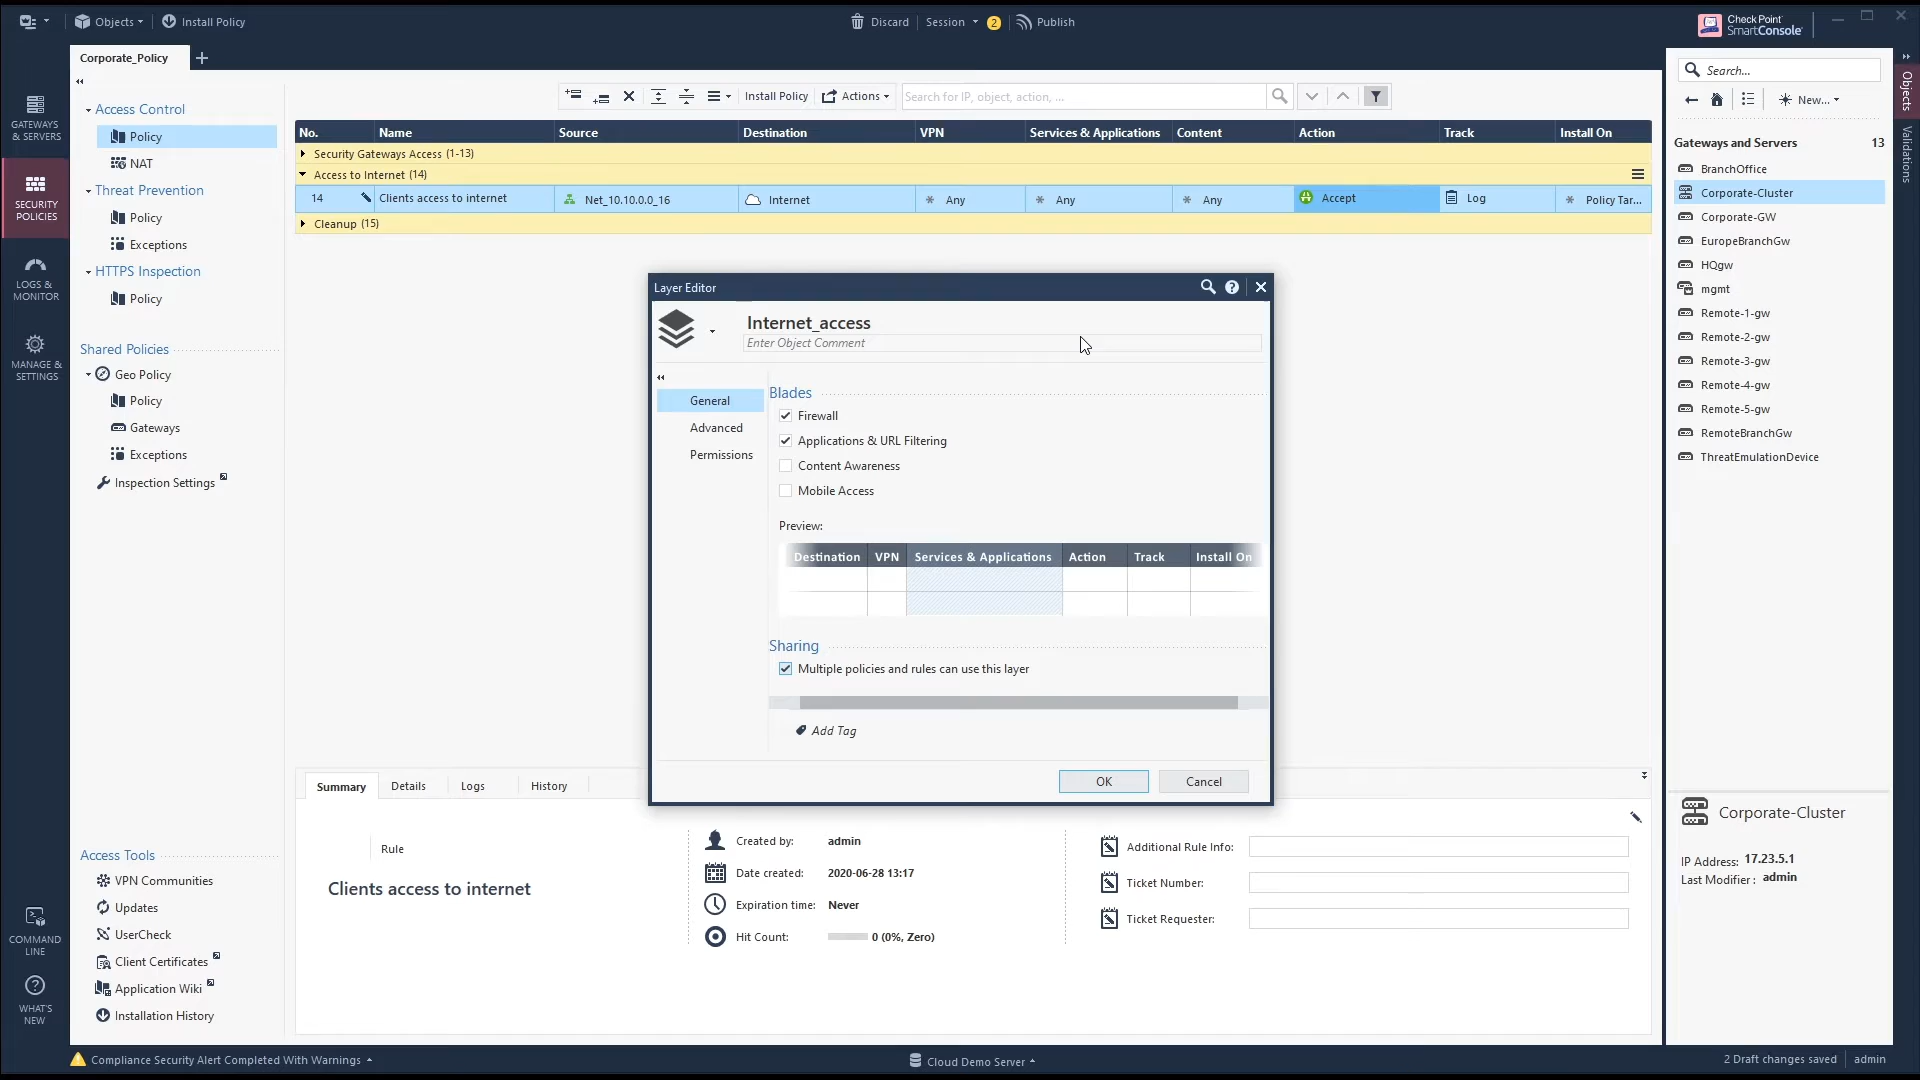 Objects
Install Policy
Discard
Session
2
Publish
Check Point
SmartConsole
Corporate_Policy
GATEWAYS
& SERVERS
SECURITY
POLICIES
LOGS &
MONITOR
MANAGE &
SETTINGS
COMMAND
LINE
WHAT'S
NEW
Access Control
Policy
NAT
Threat Prevention
Policy
Exceptions
HTTPS Inspection
Policy
Shared Policies
Geo Policy
Policy
Gateways
Exceptions
Inspection Settings
Access Tools
VPN Communities
Updates
UserCheck
Client Certificates
Application Wiki
Installation History
Install Policy
Actions
Search for IP, object, action, ...
No. Name Source Destination VPN Services & Applications Content Action Track Install On
Security Gateways Access (1-13)
Access to Internet (14)
14 Clients access to internet Net_10.10.0.0_16 Internet * Any * Any * Any Accept Log * Policy Tar...
Cleanup (15)
Layer Editor
Internet_access
Enter Object Comment
General
Advanced
Permissions
Blades
Firewall
Applications & URL Filtering
Content Awareness
Mobile Access
Preview:
Destination VPN Services & Applications Action Track Install On
Sharing
Multiple policies and rules can use this layer
Add Tag
OK
Cancel
Summary
Details
Logs
History
Rule
Clients access to internet
Created by: admin
Date created: 2020-06-28 13:17
Expiration time: Never
Hit Count: 0 (0%, Zero)
Additional Rule Info:
Ticket Number:
Ticket Requester:
Search...
New...
Gateways and Servers 13
BranchOffice
Corporate-Cluster
Corporate-GW
EuropeBranchGw
HQgw
mgmt
Remote-1-gw
Remote-2-gw
Remote-3-gw
Remote-4-gw
Remote-5-gw
RemoteBranchGw
ThreatEmulationDevice
Corporate-Cluster
IP Address: 17.23.5.1
Last Modifier : admin
Objects
Validations
Compliance Security Alert Completed With Warnings
Cloud Demo Server
2 Draft changes saved
admin